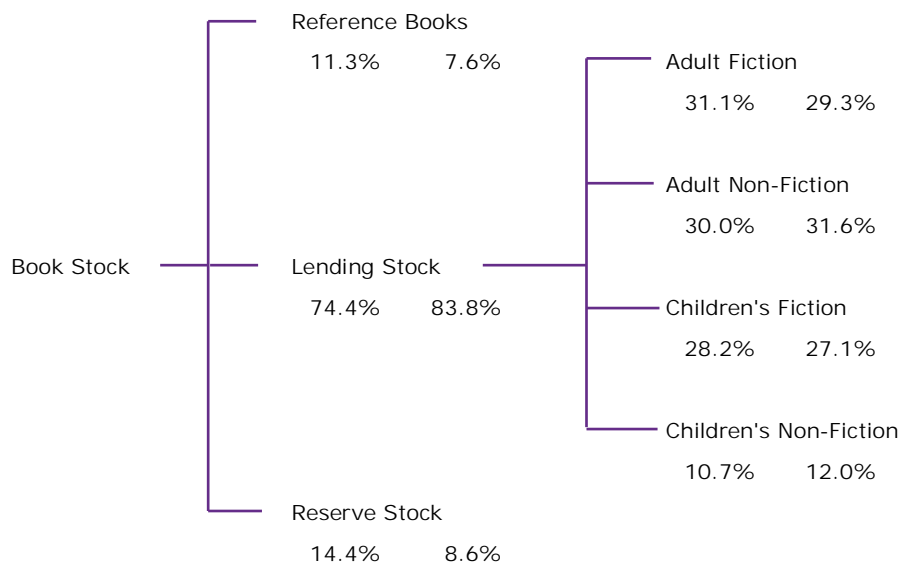 Reference Books
11.3% 7.6%
Adult Fiction
31.1% 29.3%
Adult Non-Fiction
30.0% 31.6%
Book Stock
Lending Stock
74.4% 83.8%
Children's Fiction
28.2% 27.1%
Children's Non-Fiction
10.7% 12.0%
Reserve Stock
14.4% 8.6%